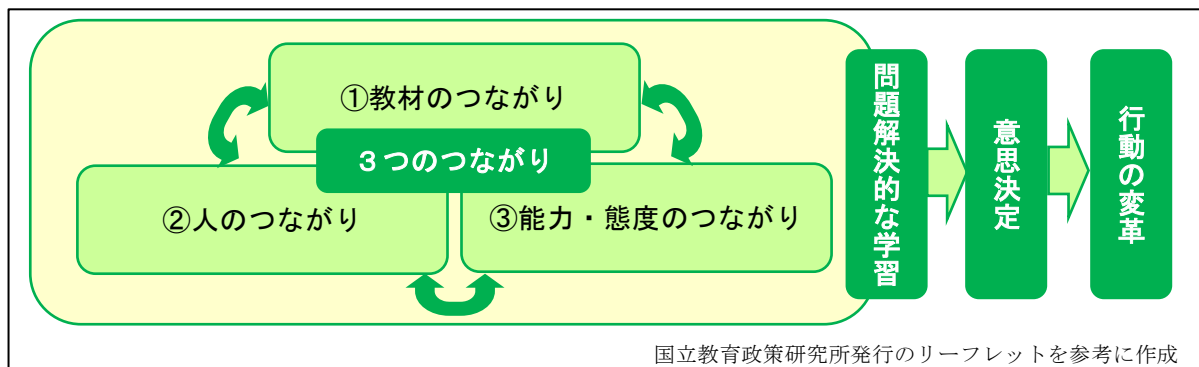 ①教材のつながり
３つのつながり
②人のつながり
③能力・態度のつながり
問題解決的な学習
意思決定
行動の変革
国立教育政策研究所発行のリーフレットを参考に作成